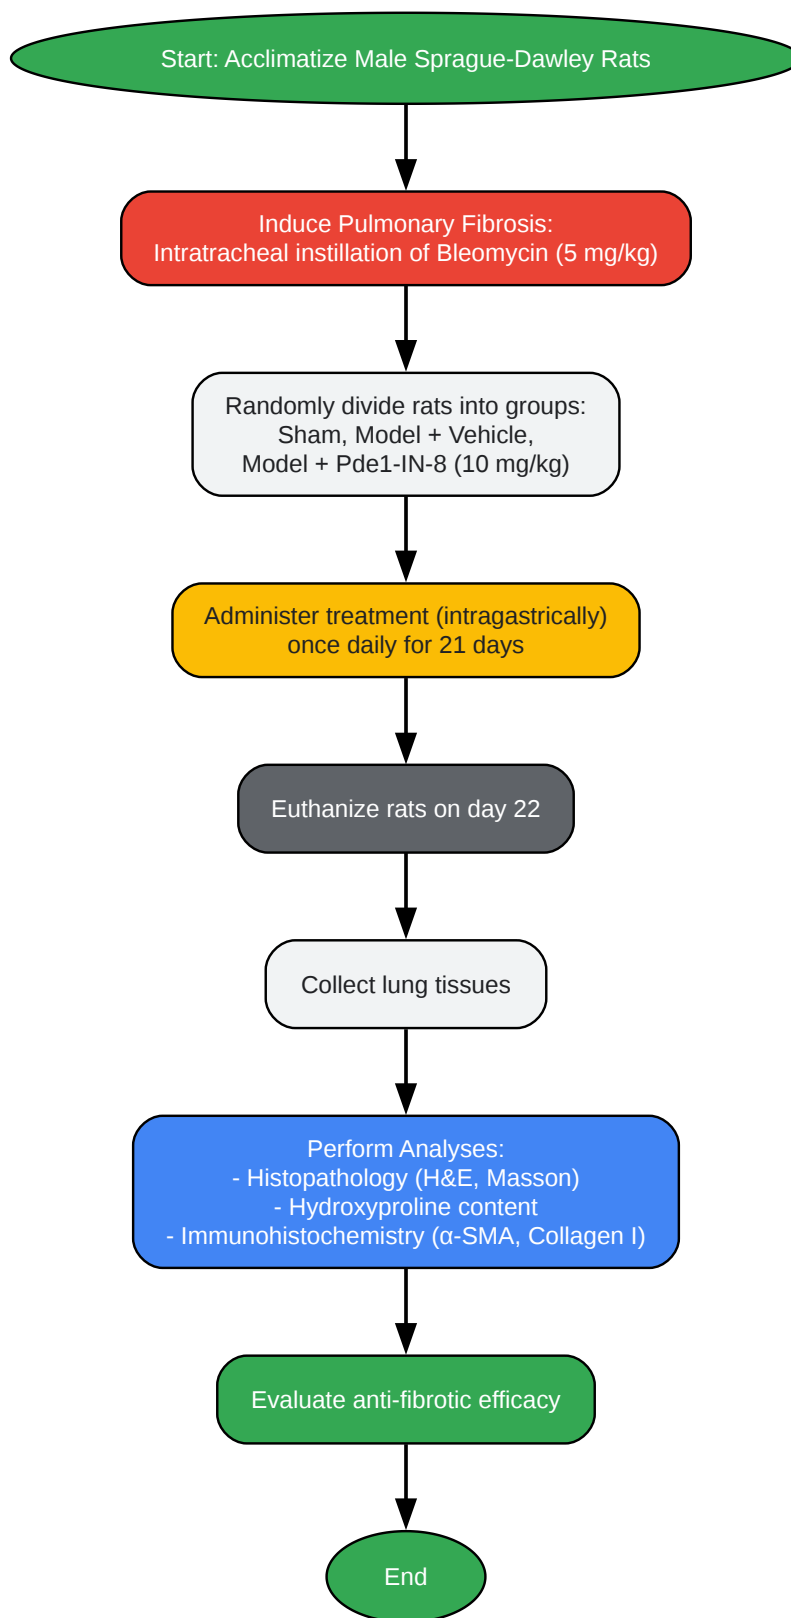 Start: Acclimatize Male Sprague-Dawley Rats
Induce Pulmonary Fibrosis:
Intratracheal instillation of Bleomycin (5 mg/kg)
Randomly divide rats into groups:
Sham, Model + Vehicle,
Model + Pde1-IN-8 (10 mg/kg)
Administer treatment (intragastrically)
once daily for 21 days
Euthanize rats on day 22
Collect lung tissues
Perform Analyses:
- Histopathology (H&E, Masson)
- Hydroxyproline content
- Immunohistochemistry (α-SMA, Collagen I)
Evaluate anti-fibrotic efficacy
End